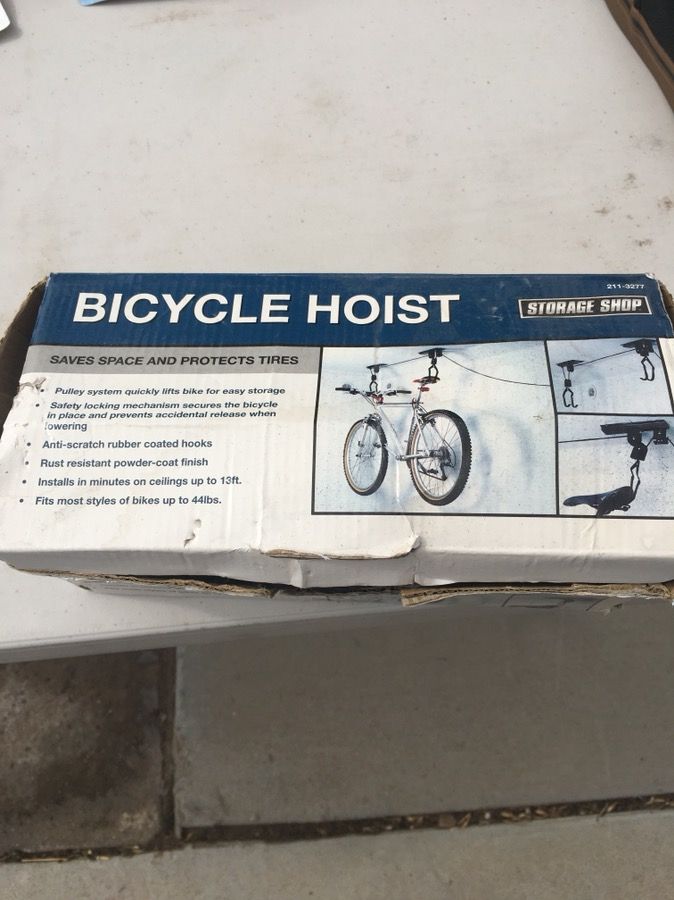 211-3277
BICYCLE HOIST
STORAGE SHOP
SAVES SPACE AND PROTECTS TIRES
• Pulley system quickly lifts bike for easy storage
• Safety locking mechanism secures the bicycle
in place and prevents accidental release when
lowering
• Anti-scratch rubber coated hooks
• Rust resistant powder-coat finish
• Installs in minutes on ceilings up to 13ft.
• Fits most styles of bikes up to 44lbs.